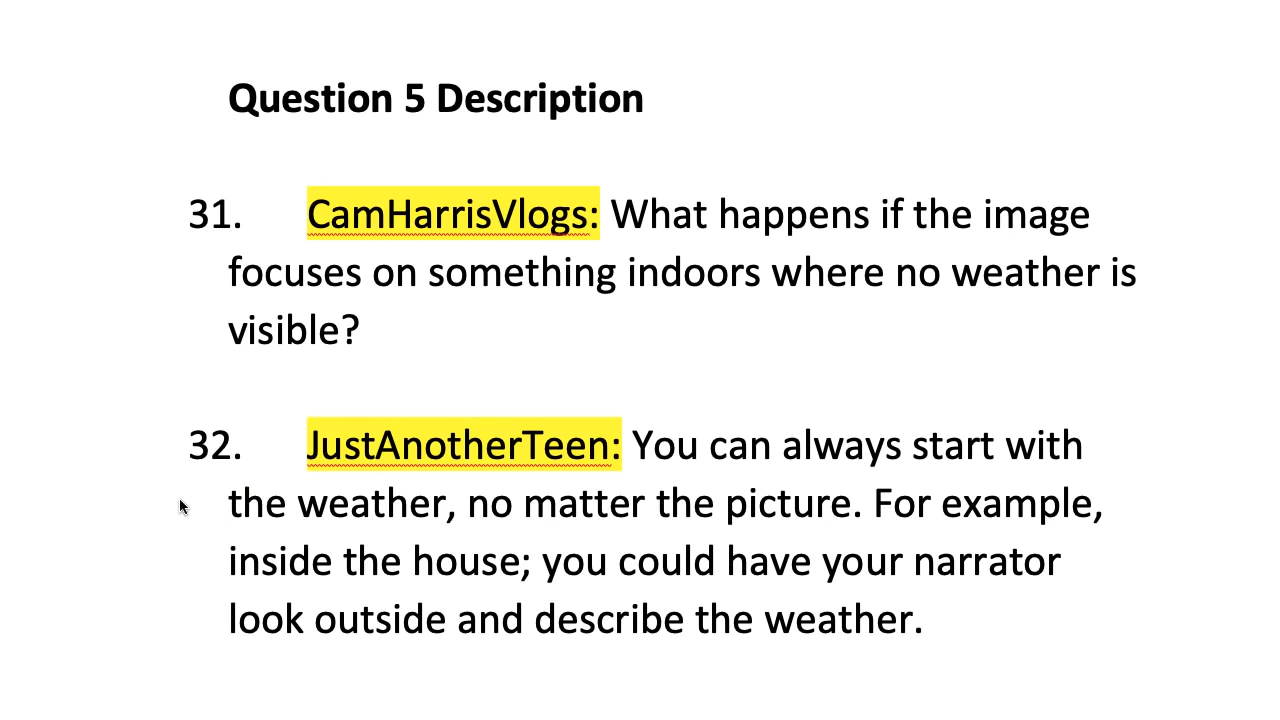 Question 5 Description
31. CamHarrisVlogs: What happens if the image
focuses on something indoors where no weather is
visible?
32. JustAnotherTeen: You can always start with
the weather, no matter the picture. For example,
inside the house; you could have your narrator
look outside and describe the weather.